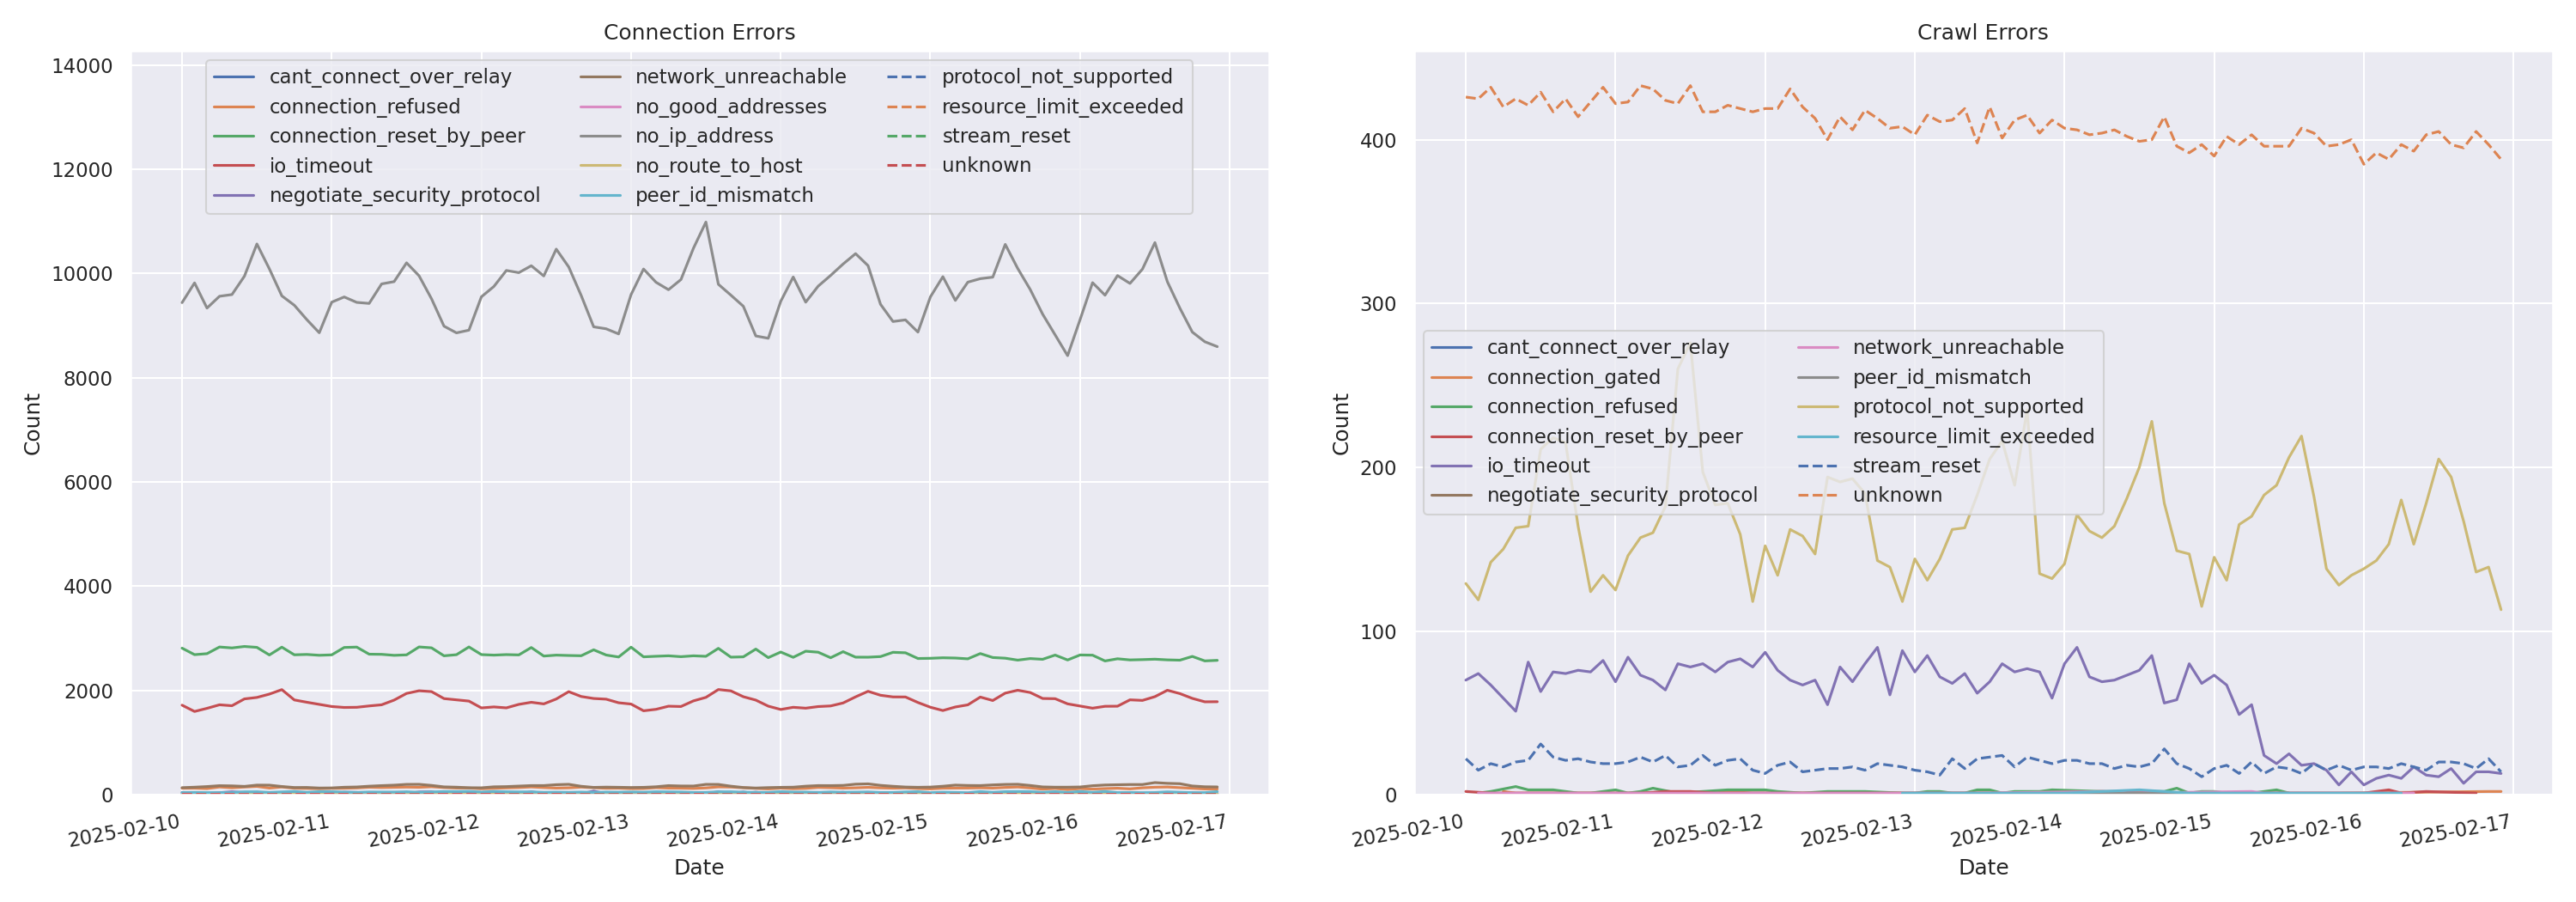 Connection Errors
14000
12000
10000
8000
6000
4000
2000
0
Count
cant_connect_over_relay
connection_refused
connection_reset_by_peer
io_timeout
negotiate_security_protocol
network_unreachable
no_good_addresses
no_ip_address
no_route_to_host
peer_id_mismatch
protocol_not_supported
resource_limit_exceeded
stream_reset
unknown
2025-02-10
2025-02-11
2025-02-12
2025-02-13
2025-02-14
2025-02-15
2025-02-16
2025-02-17
Date
Crawl Errors
400
300
200
100
0
Count
cant_connect_over_relay
connection_gated
connection_refused
connection_reset_by_peer
io_timeout
negotiate_security_protocol
network_unreachable
peer_id_mismatch
protocol_not_supported
resource_limit_exceeded
stream_reset
unknown
2025-02-10
2025-02-11
2025-02-12
2025-02-13
2025-02-14
2025-02-15
2025-02-16
2025-02-17
Date